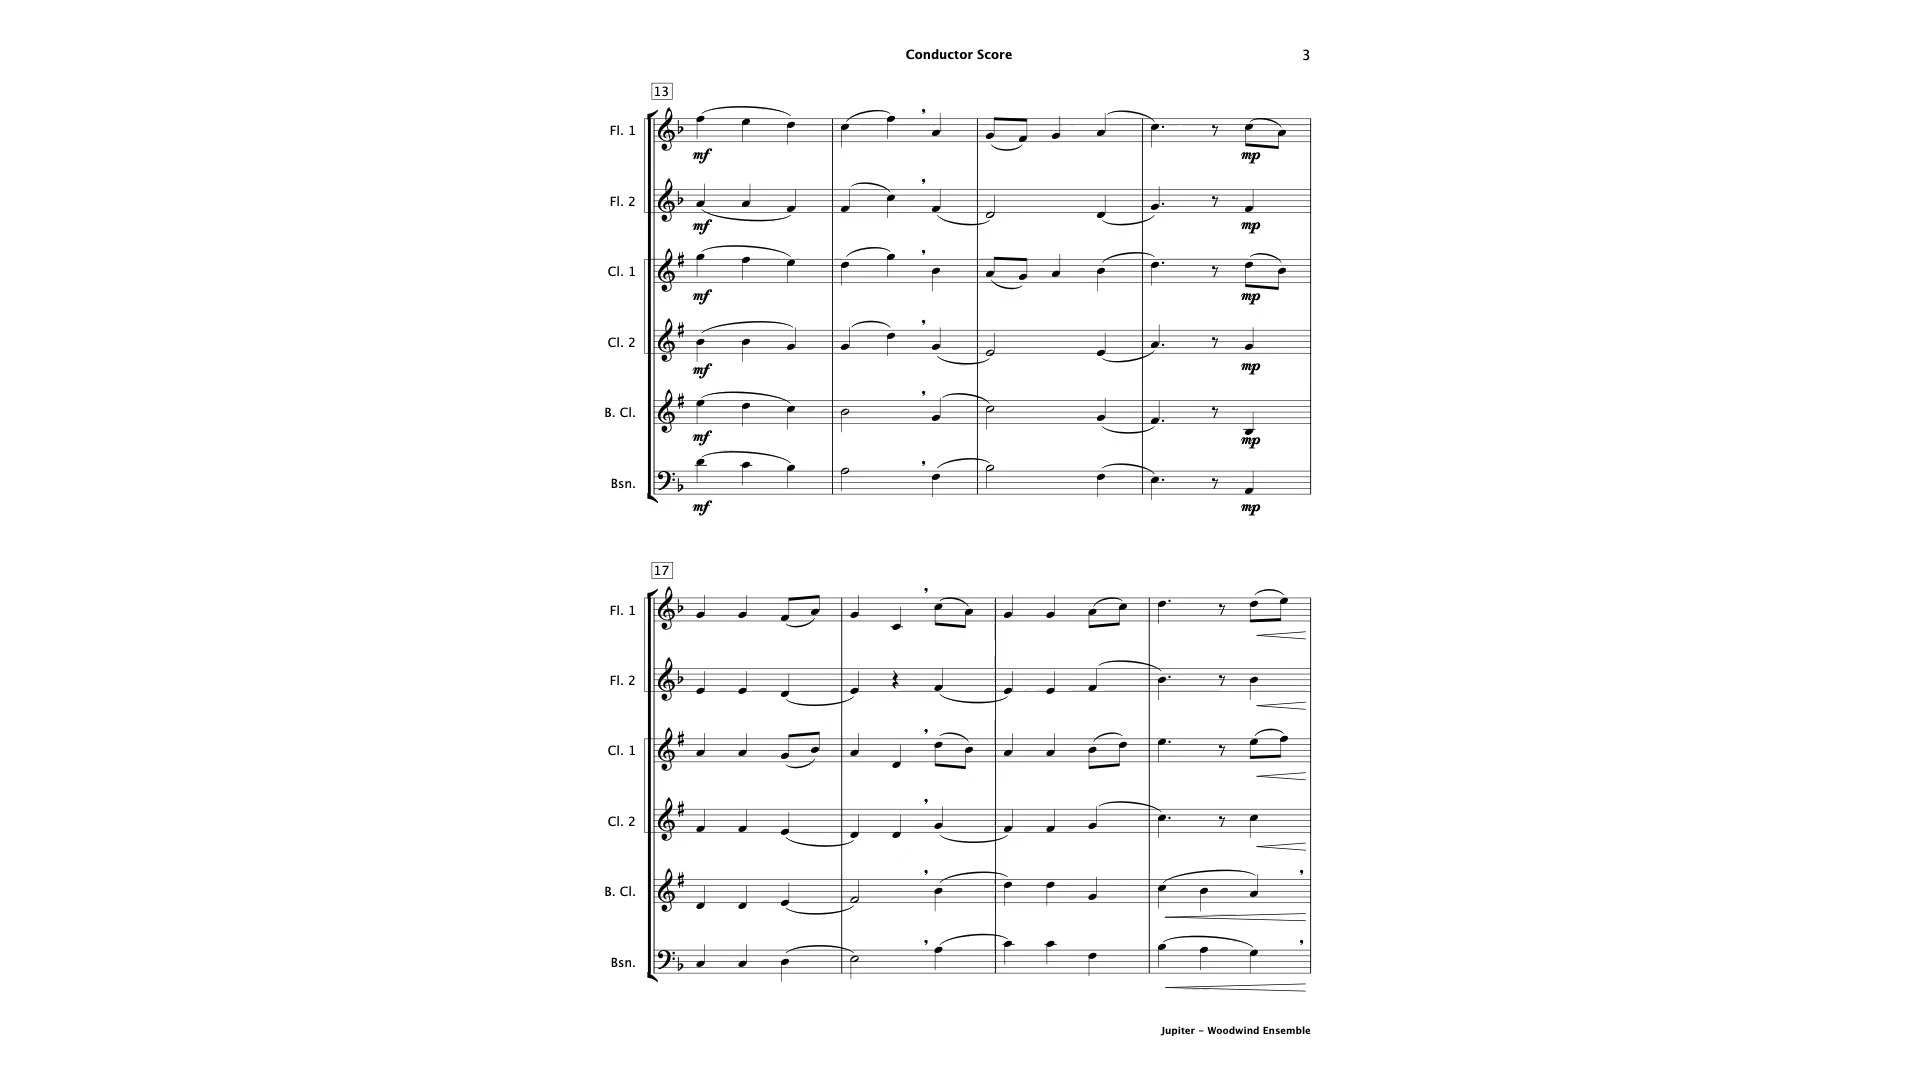 Conductor Score 3
13
Fl. 1
mf mp
Fl. 2
mf mp
Cl. 1
mf mp
Cl. 2
mf mp
B. Cl.
mf mp
Bsn.
mf mp
17
Fl. 1
Fl. 2
Cl. 1
Cl. 2
B. Cl.
Bsn.
Jupiter – Woodwind Ensemble